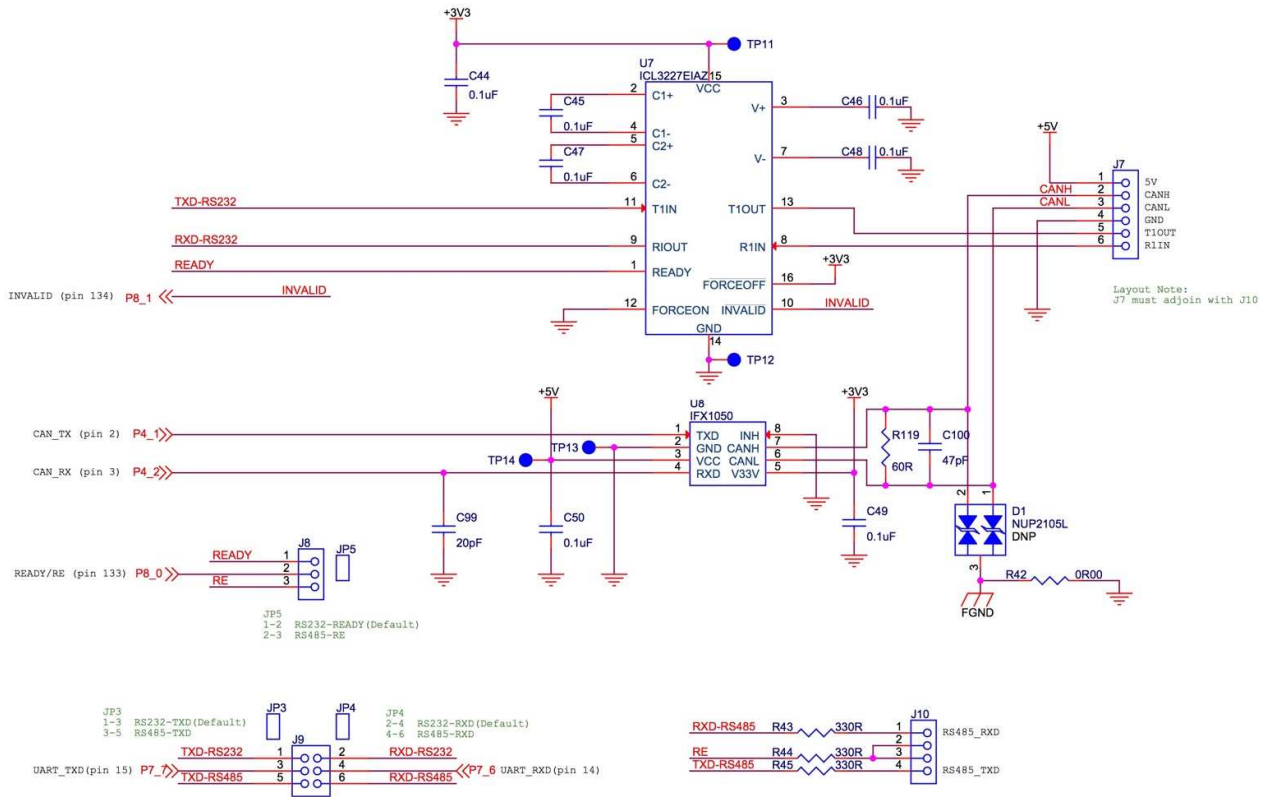 +3V3
TP11
U7
ICL3227EIAZ
15
VCC
C44
0.1uF
C45
0.1uF
C47
0.1uF
2
4
5
6
C1+
C1-
C2+
C2-
V+
3
C46
0.1uF
V-
7
C48
0.1uF
+5V
J7
1
2
3
4
5
6
5V
CANH
CANL
GND
T1OUT
R1IN
CANH
CANL
TXD-RS232
11
T1IN
T1OUT
13
RXD-RS232
9
RIOUT
R1IN
8
READY
1
READY
+3V3
FORCEOFF
16
INVALID (pin 134)
P8_1
INVALID
12
FORCEON
INVALID
10
INVALID
GND
14
TP12
Layout Note:
J7 must adjoin with J10
+5V
U8
IFX1050
+3V3
CAN_TX (pin 2)
P4_1
1
TXD
INH
8
TP13
2
GND
CANH
7
TP14
3
VCC
CANL
6
CAN_RX (pin 3)
P4_2
4
RXD
V33V
5
R119
60R
C100
47pF
C99
20pF
C50
0.1uF
C49
0.1uF
2
1
D1
NUP2105L
DNP
3
R42
0R00
FGND
J8
JP5
READY
1
READY/RE (pin 133)
P8_0
2
RE
3
JP5
1-2 RS232-READY(Default)
2-3 RS485-RE
JP3
1-3 RS232-TXD(Default)
3-5 RS485-TXD
JP3
JP4
JP4
2-4 RS232-RXD(Default)
4-6 RS485-RXD
J9
TXD-RS232
1
2
RXD-RS232
UART_TXD(pin 15)
P7_7
3
4
P7_6
UART_RXD(pin 14)
TXD-RS485
5
6
RXD-RS485
J10
RXD-RS485
R43
330R
1
RS485_RXD
2
RE
R44
330R
3
TXD-RS485
R45
330R
4
RS485_TXD